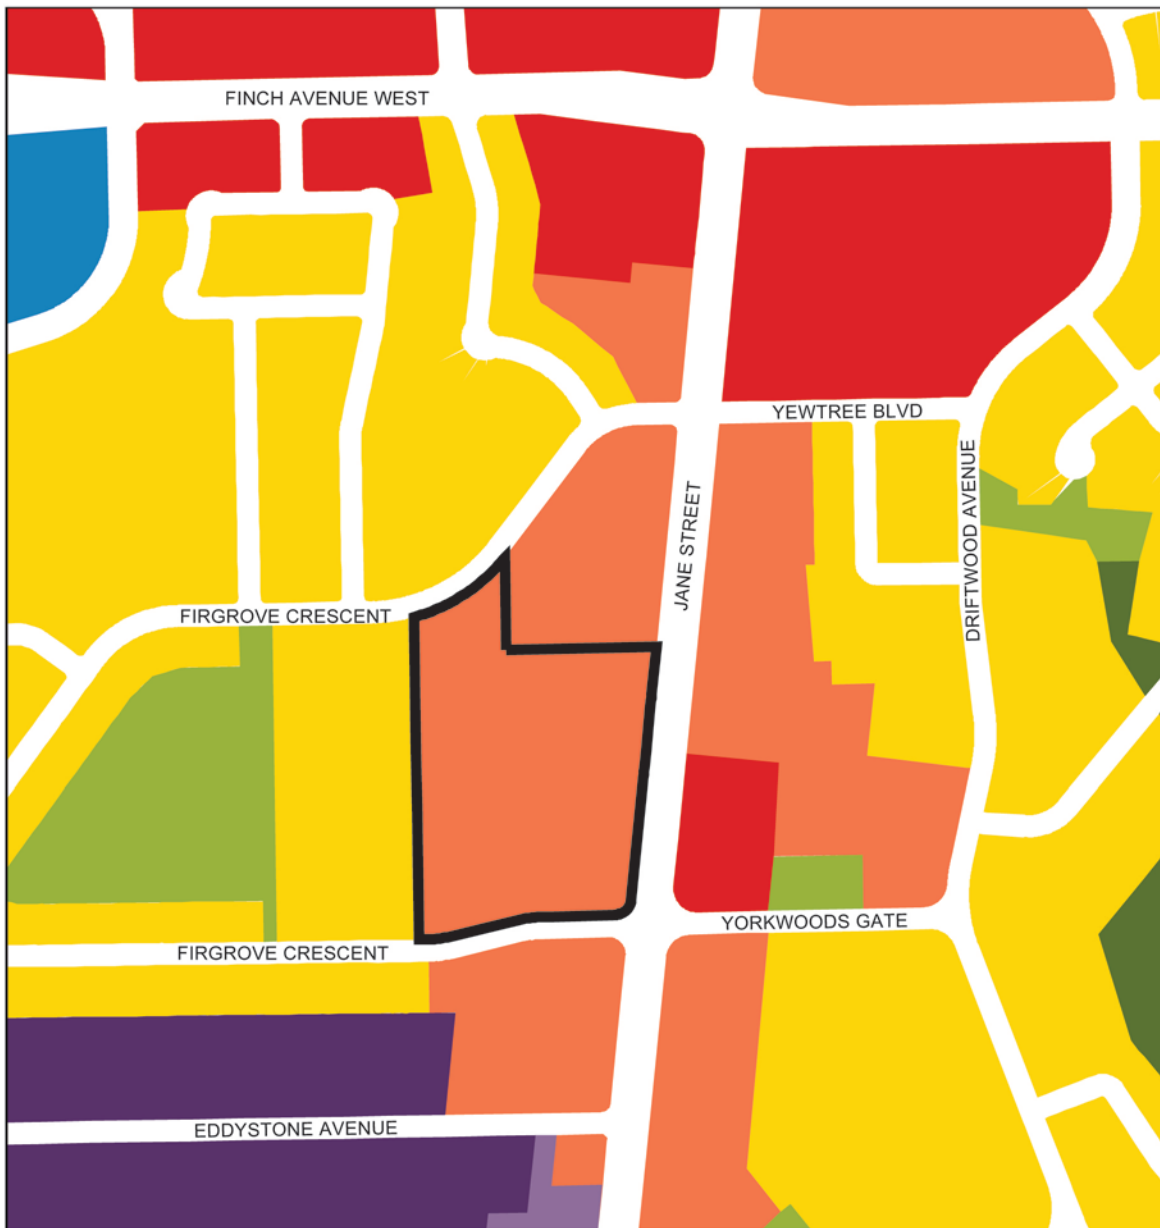 FINCH AVENUE WEST
YEWTREE BLVD
DRIFTWOOD AVENUE
JANE STREET
FIRGROVE CRESCENT
YORKWOODS GATE
FIRGROVE CRESCENT
EDDYSTONE AVENUE